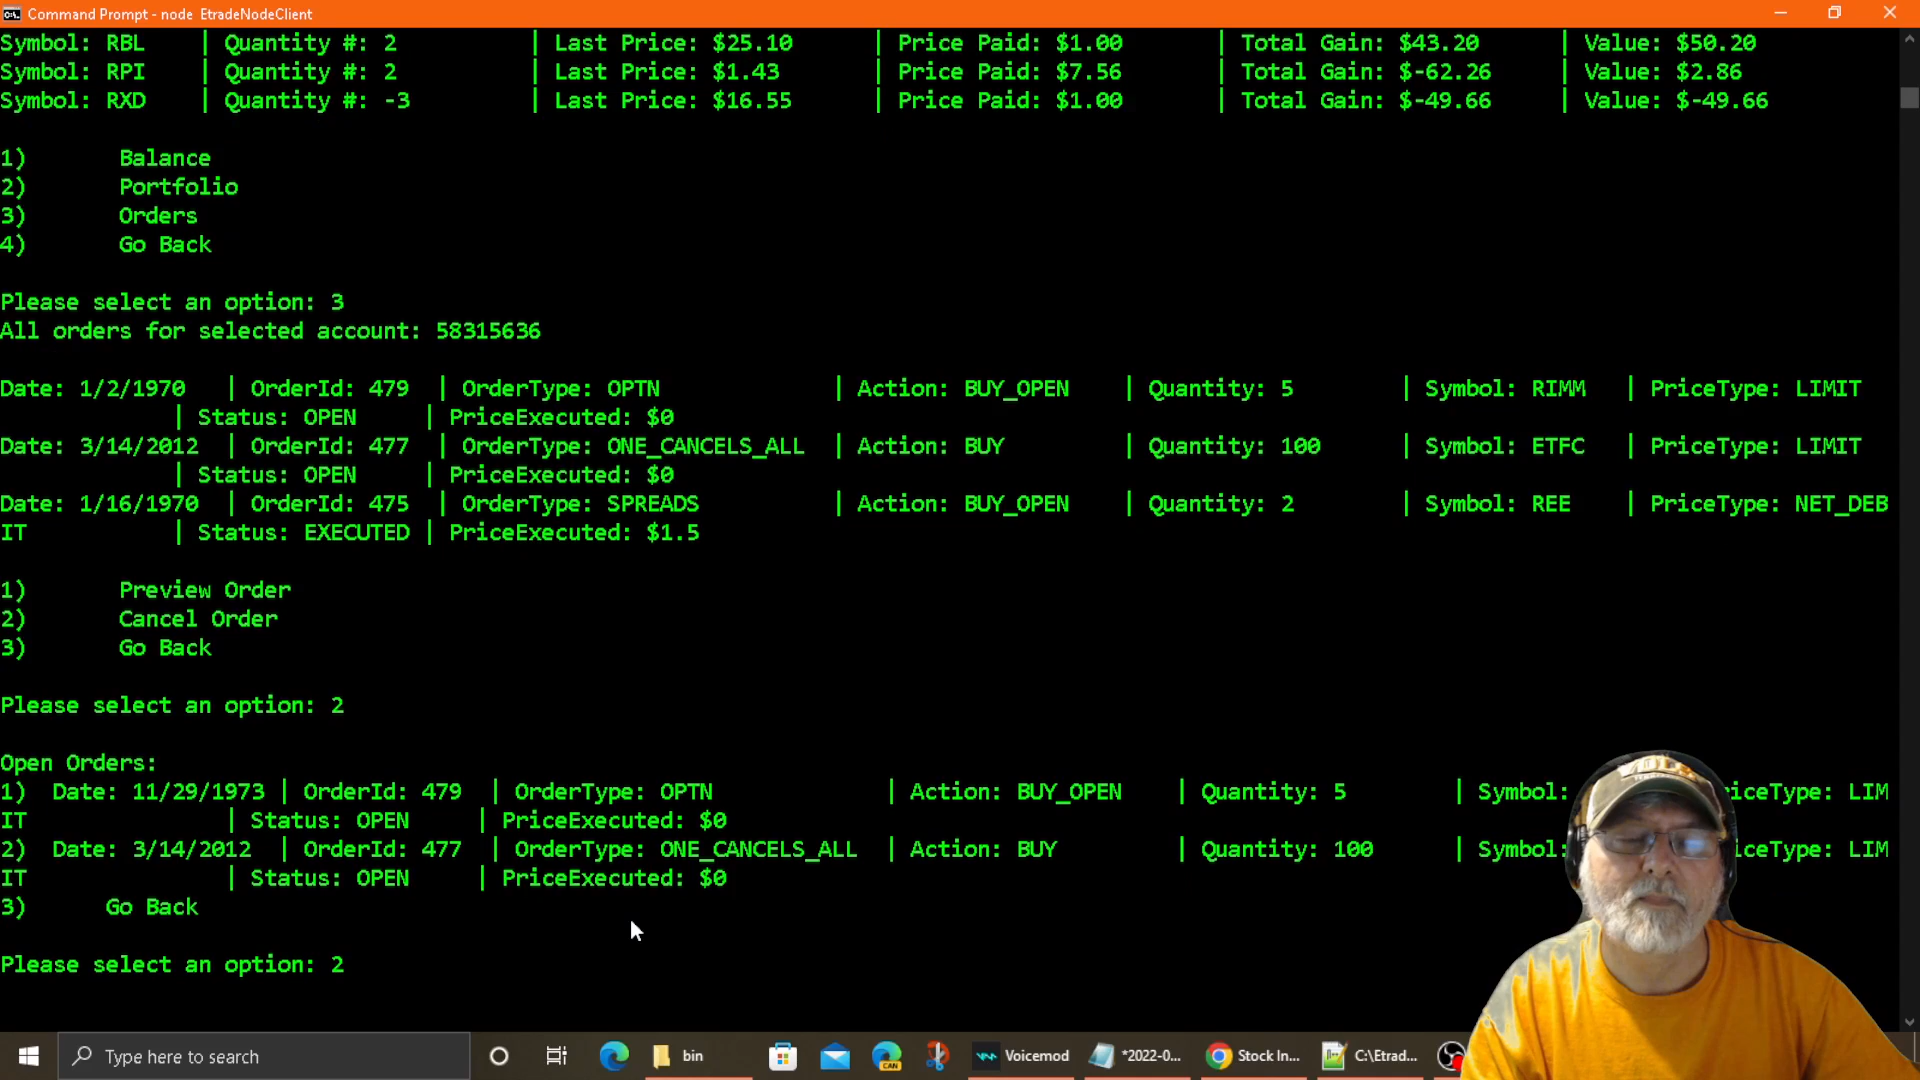 Command Prompt - node EtradeNodeClient
Symbol: RBL | Quantity #: 2 | Last Price: $25.10 | Price Paid: $1.00 | Total Gain: $43.20 | Value: $50.20
Symbol: RPI | Quantity #: 2 | Last Price: $1.43 | Price Paid: $7.56 | Total Gain: $-62.26 | Value: $2.86
Symbol: RXD | Quantity #: -3 | Last Price: $16.55 | Price Paid: $1.00 | Total Gain: $-49.66 | Value: $-49.66
1) Balance
2) Portfolio
3) Orders
4) Go Back
Please select an option: 3
All orders for selected account: 58315636
Date: 1/2/1970 | OrderId: 479 | OrderType: OPTN | Action: BUY_OPEN | Quantity: 5 | Symbol: RIMM | PriceType: LIMIT
| Status: OPEN | PriceExecuted: $0
Date: 3/14/2012 | OrderId: 477 | OrderType: ONE_CANCELS_ALL | Action: BUY | Quantity: 100 | Symbol: ETFC | PriceType: LIMIT
| Status: OPEN | PriceExecuted: $0
Date: 1/16/1970 | OrderId: 475 | OrderType: SPREADS | Action: BUY_OPEN | Quantity: 2 | Symbol: REE | PriceType: NET_DEB
IT | Status: EXECUTED | PriceExecuted: $1.5
1) Preview Order
2) Cancel Order
3) Go Back
Please select an option: 2
Open Orders:
1) Date: 11/29/1973 | OrderId: 479 | OrderType: OPTN | Action: BUY_OPEN | Quantity: 5 | Symbol: iceType: LIM
IT | Status: OPEN | PriceExecuted: $0
2) Date: 3/14/2012 | OrderId: 477 | OrderType: ONE_CANCELS_ALL | Action: BUY | Quantity: 100 | Symbol: ceType: LIM
IT | Status: OPEN | PriceExecuted: $0
3) Go Back
Please select an option: 2
Type here to search
bin
CAN
Voicemod
*2022-0...
Stock In...
C:\Etrad...